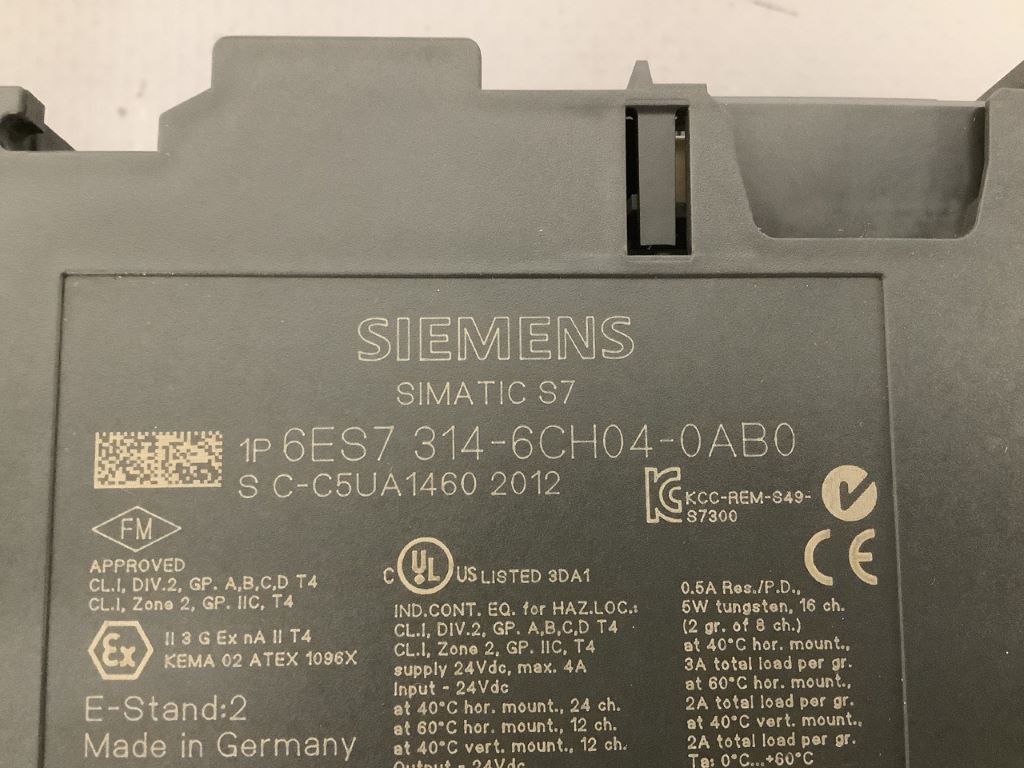 SIEMENS
SIMATIC S7
1P 6ES7 314-6CH04-0AB0
S C-C5UA1460 2012
KCC-REM-S49-
S7300
FM
APPROVED
CL.I, DIV.2, GP. A,B,C,D T4
CL.I, Zone 2, GP. IIC, T4
Ex
II 3 G Ex nA II T4
KEMA 02 ATEX 1096X
E-Stand:2
Made in Germany
C UL US LISTED 3DA1
IND.CONT. EQ. for HAZ.LOC.:
CL.I, DIV.2, GP. A,B,C,D T4
CL.I, Zone 2, GP. IIC, T4
supply 24Vdc, max. 4A
Input - 24Vdc
at 40°C hor. mount., 24 ch.
at 60°C hor. mount., 12 ch.
at 40°C vert. mount., 12 ch.
Output - 24Vdc
CE
0.5A Res./P.D.,
5W tungsten, 16 ch.
(2 gr. of 8 ch.)
at 40°C hor. mount.,
3A total load per gr.
at 60°C hor. mount.,
2A total load per gr.
at 40°C vert. mount.,
2A total load per gr.
Ta: 0°C...+60°C